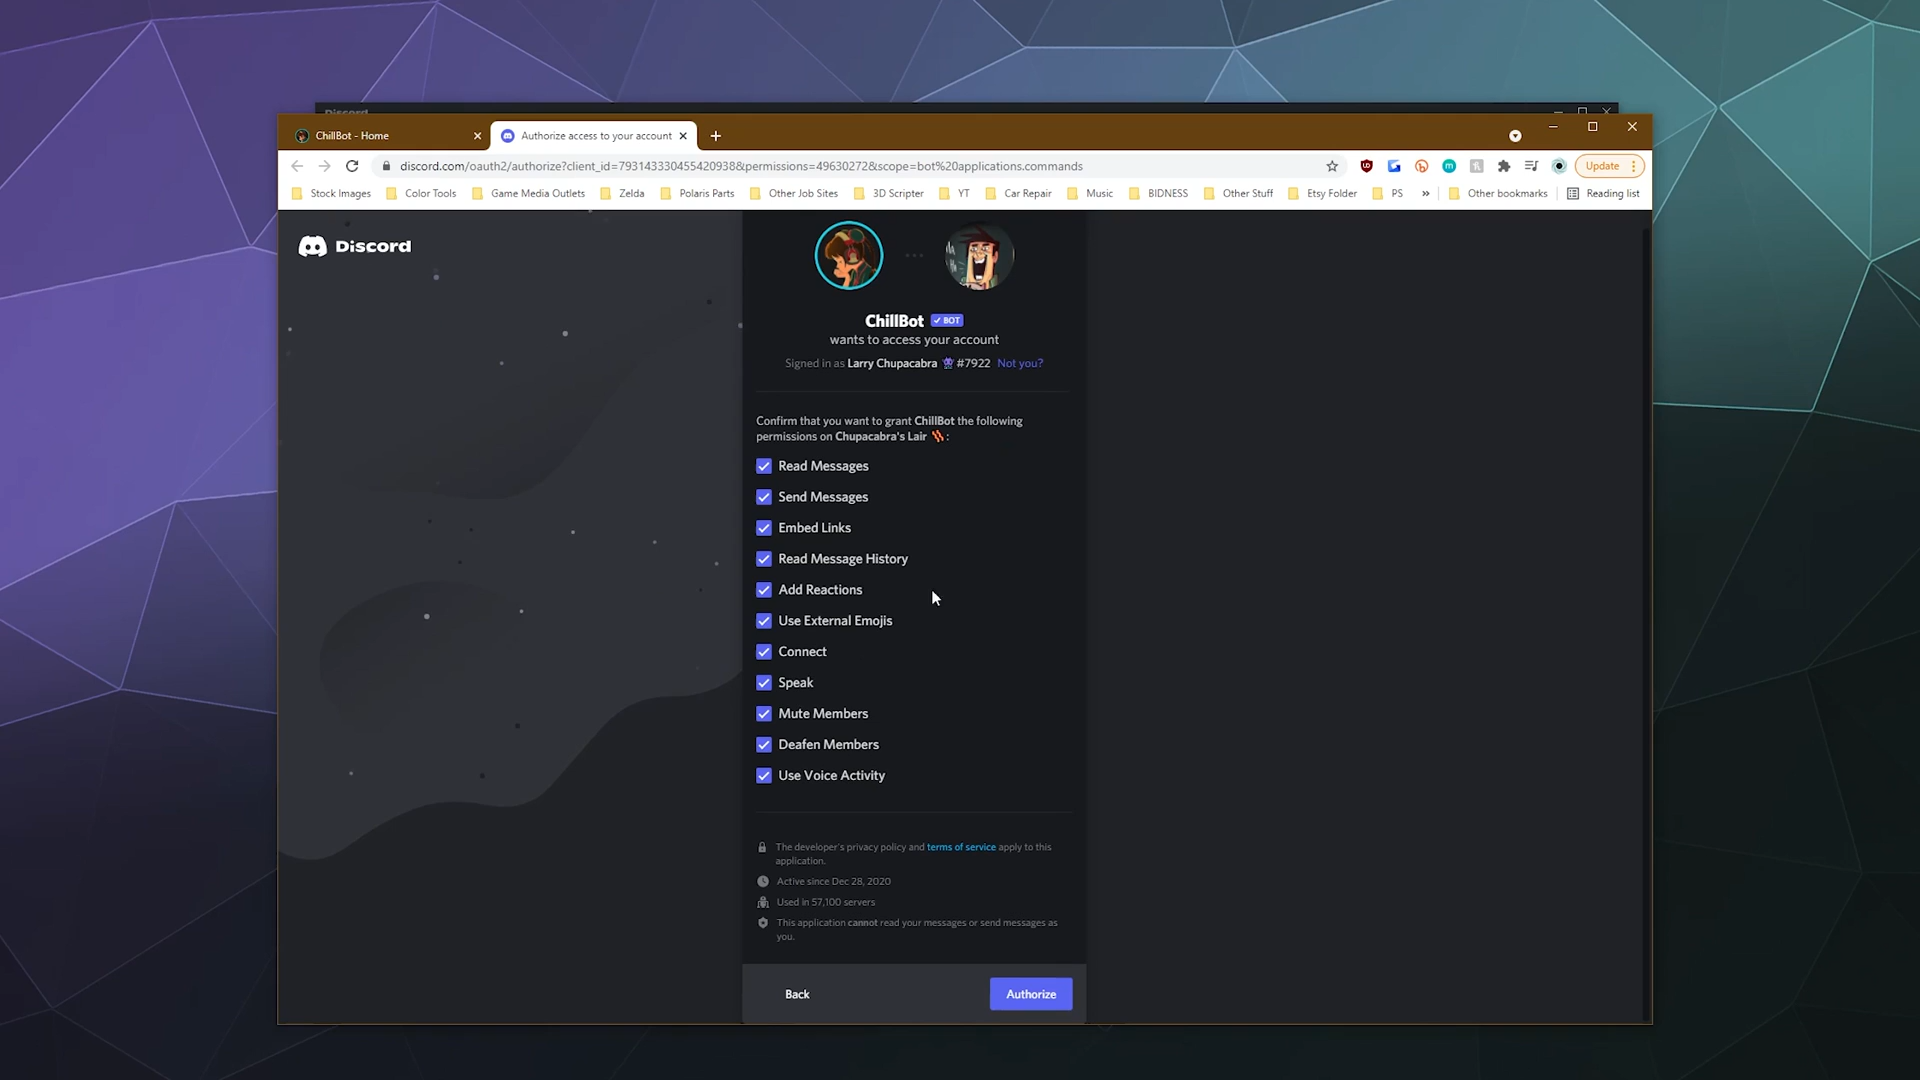 Discord
ChillBot - Home
Authorize access to your account
discord.com/oauth2/authorize?client_id=793143330455420938&permissions=49630272&scope=bot%20applications.commands
Update
Stock Images
Color Tools
Game Media Outlets
Zelda
Polaris Parts
Other Job Sites
3D Scripter
YT
Car Repair
Music
BIDNESS
Other Stuff
Etsy Folder
PS
»
Other bookmarks
Reading list
Discord
ChillBot BOT
wants to access your account
Signed in as Larry Chupacabra 👾 #7922 Not you?
Confirm that you want to grant ChillBot the following
permissions on Chupacabra's Lair 🥓 :
Read Messages
Send Messages
Embed Links
Read Message History
Add Reactions
Use External Emojis
Connect
Speak
Mute Members
Deafen Members
Use Voice Activity
The developer's privacy policy and terms of service apply to this
application.
Active since Dec 28, 2020
Used in 57,100 servers
This application cannot read your messages or send messages as
you.
Back
Authorize